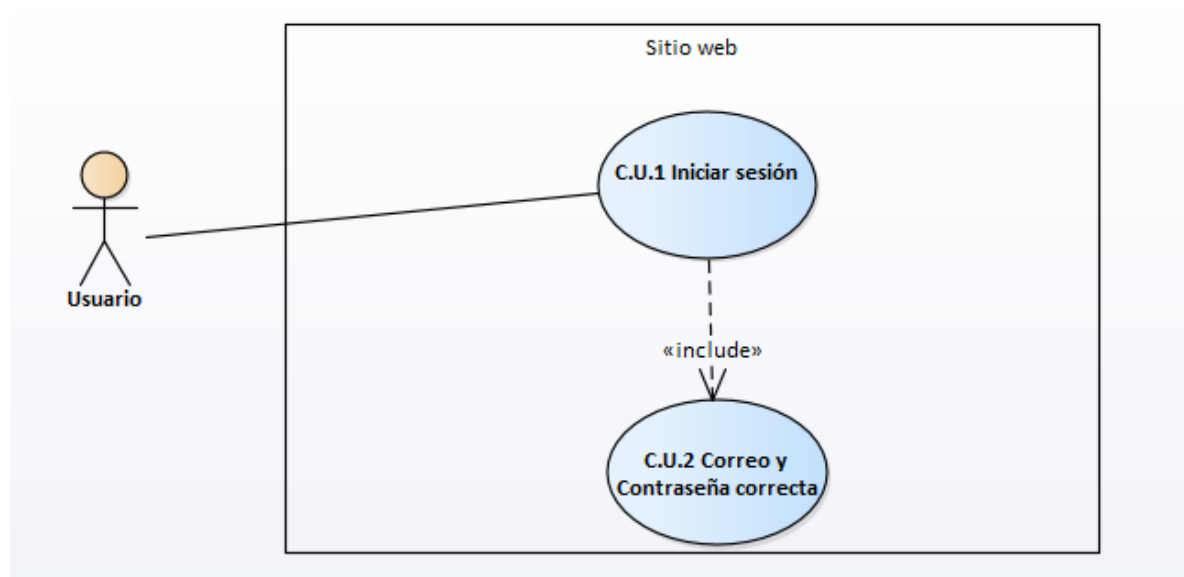 Sitio web
C.U.1 Iniciar sesión
Usuario
«include»
C.U.2 Correo y
Contraseña correcta